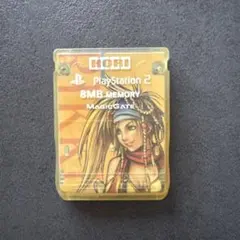 HORI
PlayStation 2
8MB MEMORY
MAGICGATE